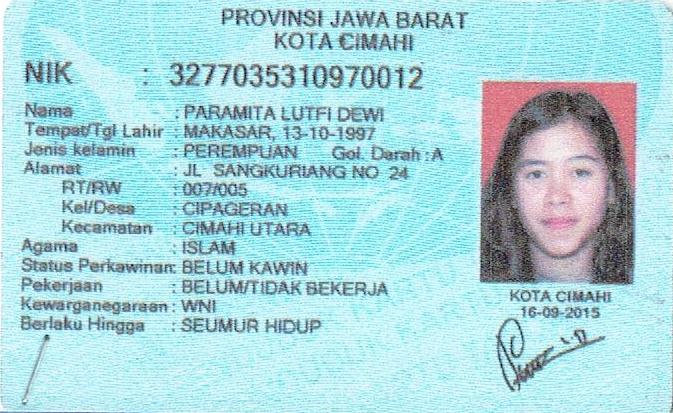 PROVINSI JAWA BARAT
KOTA CIMAHI
NIK : 3277035310970012
Nama : PARAMITA LUTFI DEWI
Tempat/Tgl Lahir : MAKASAR, 13-10-1997
Jenis kelamin : PEREMPUAN Gol. Darah : A
Alamat : JL SANGKURIANG NO 24
RT/RW : 007/005
Kel/Desa : CIPAGERAN
Kecamatan : CIMAHI UTARA
Agama : ISLAM
Status Perkawinan: BELUM KAWIN
Pekerjaan : BELUM/TIDAK BEKERJA
Kewarganegaraan : WNI
Berlaku Hingga : SEUMUR HIDUP
KOTA CIMAHI
16-09-2015